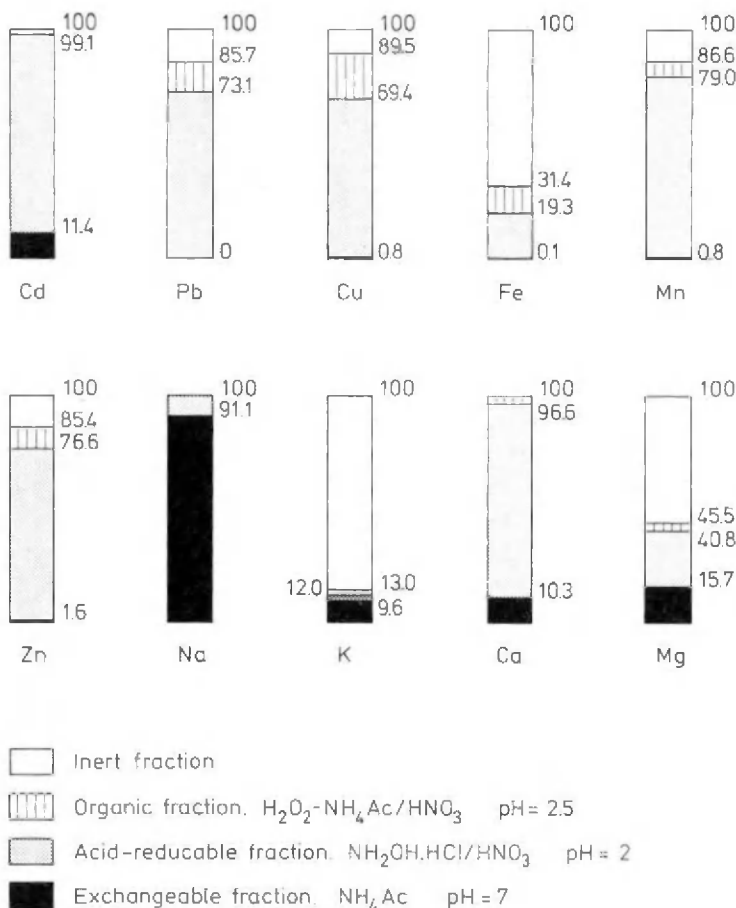 100 100 100 100 100
99.1 85.7 89.5 86.6
73.1 69.4 79.0
31.4
19.3
11.4
0 0.8 0.1 0.8
Cd Pb Cu Fe Mn
100 100 100 100 100
85.4 91.1 96.6
76.6
45.5
40.8
12.0 13.0 15.7
1.6 9.6 10.3
Zn Na K Ca Mg
Inert fraction
Organic fraction. H₂O₂-NH₄Ac/HNO₃ pH = 2.5
Acid-reducable fraction. NH₂OH.HCl/HNO₃ pH = 2
Exchangeable fraction. NH₄Ac pH = 7